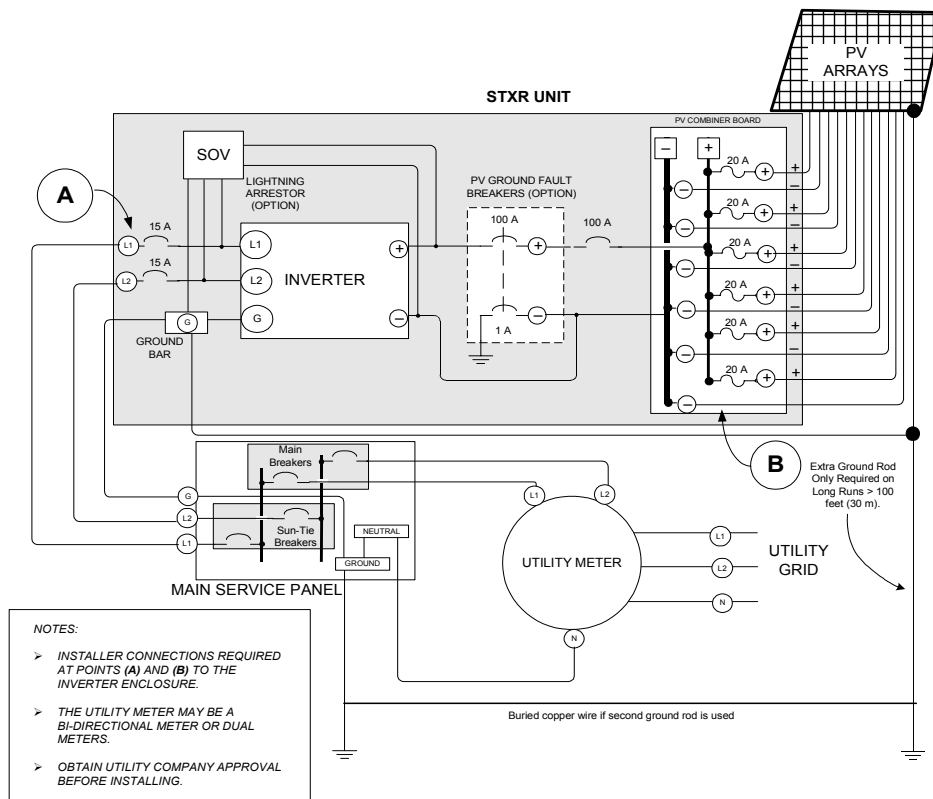 PV
ARRAYS
STXR UNIT
PV COMBINER BOARD
SOV
LIGHTNING
ARRESTOR
(OPTION)
PV GROUND FAULT
BREAKERS (OPTION)
A
15 A
15 A
L1
L2
L1
L2
G
INVERTER
+
−
G
GROUND
BAR
100 A
+
−
1 A
100 A
− +
20 A + +
− −
20 A + +
− −
20 A + +
− −
20 A + +
− −
20 A + +
− −
20 A + +
−
B
Extra Ground Rod
Only Required on
Long Runs > 100
feet (30 m).
Main
Breakers
G
L2
L1
Sun-Tie
Breakers
NEUTRAL
GROUND
MAIN SERVICE PANEL
L1
L2
UTILITY METER
N
L1
L2
N
UTILITY
GRID
NOTES:
➢ INSTALLER CONNECTIONS REQUIRED
AT POINTS (A) AND (B) TO THE
INVERTER ENCLOSURE.
➢ THE UTILITY METER MAY BE A
BI-DIRECTIONAL METER OR DUAL
METERS.
➢ OBTAIN UTILITY COMPANY APPROVAL
BEFORE INSTALLING.
Buried copper wire if second ground rod is used